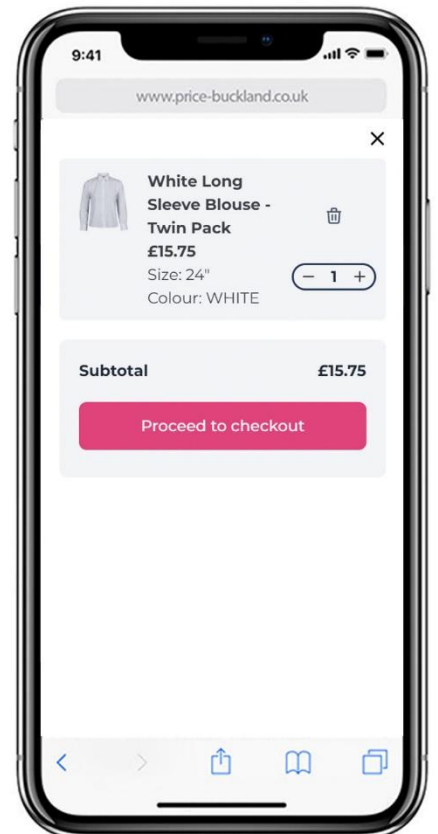 9:41
www.price-buckland.co.uk
White Long
Sleeve Blouse -
Twin Pack
£15.75
Size: 24"
− 1 +
Colour: WHITE
Subtotal £15.75
Proceed to checkout